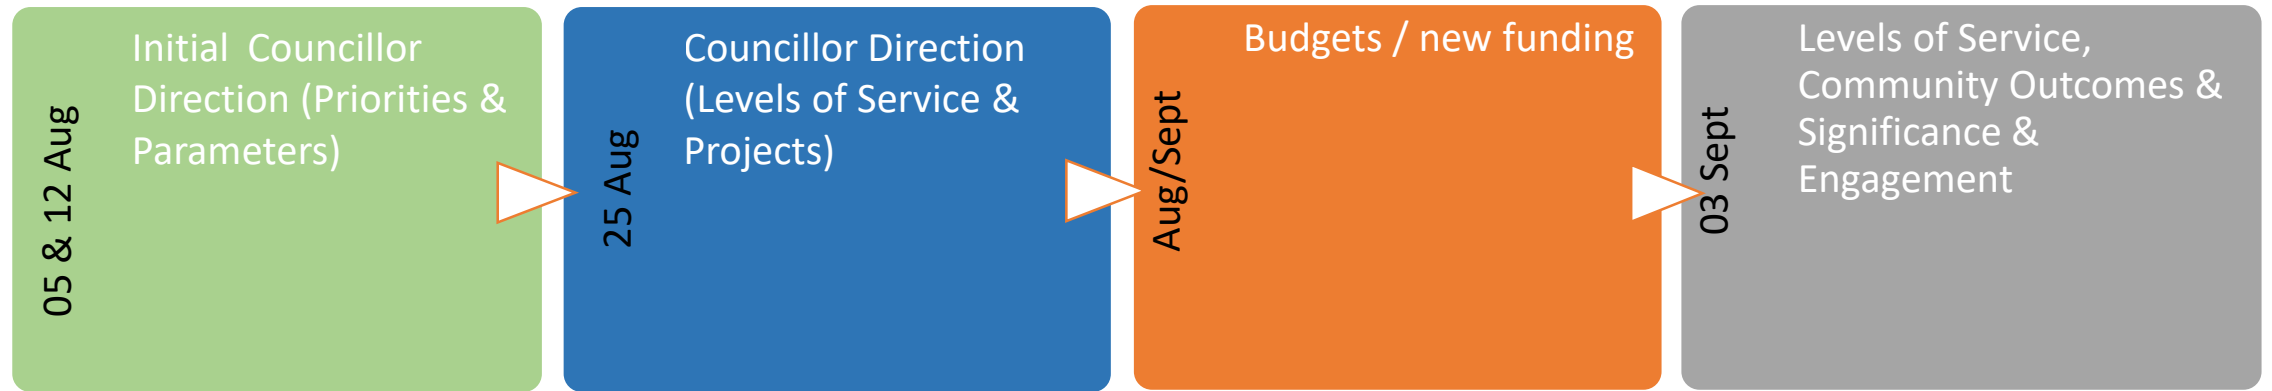 05 & 12 Aug
Initial Councillor
Direction (Priorities &
Parameters)
25 Aug
Councillor Direction
(Levels of Service &
Projects)
Aug/Sept
Budgets / new funding
03 Sept
Levels of Service,
Community Outcomes &
Significance &
Engagement